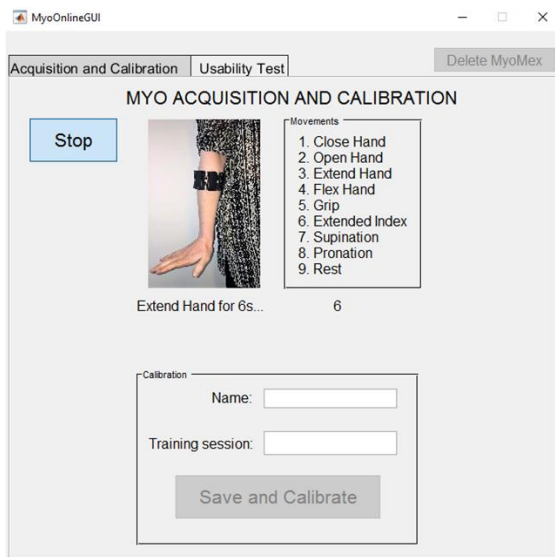 MyoOnlineGUI
Delete MyoMex
Acquisition and Calibration
Usability Test
MYO ACQUISITION AND CALIBRATION
Stop
Movements
1. Close Hand
2. Open Hand
3. Extend Hand
4. Flex Hand
5. Grip
6. Extended Index
7. Supination
8. Pronation
9. Rest
Extend Hand for 6s...
6
Calibration
Name:
Training session:
Save and Calibrate